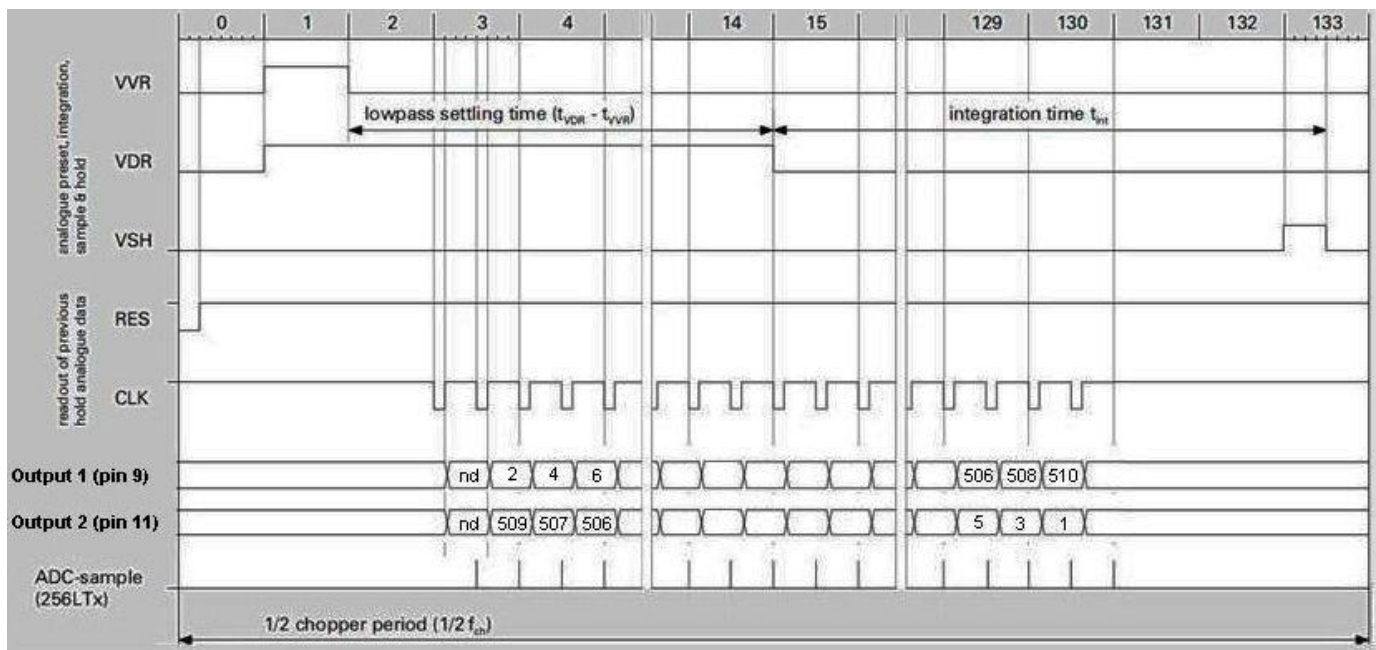 0 1 2 3 4 14 15 129 130 131 132 133
analogue preset, integration,
sample & hold
VVR
lowpass settling time (tVDR - tVVR)
integration time tint
VDR
VSH
readout of previous
hold analogue data
RES
CLK
Output 1 (pin 9)
nd 2 4 6 506 508 510
Output 2 (pin 11)
nd 509 507 506 5 3 1
ADC-sample
(256LTx)
1/2 chopper period (1/2 fch)